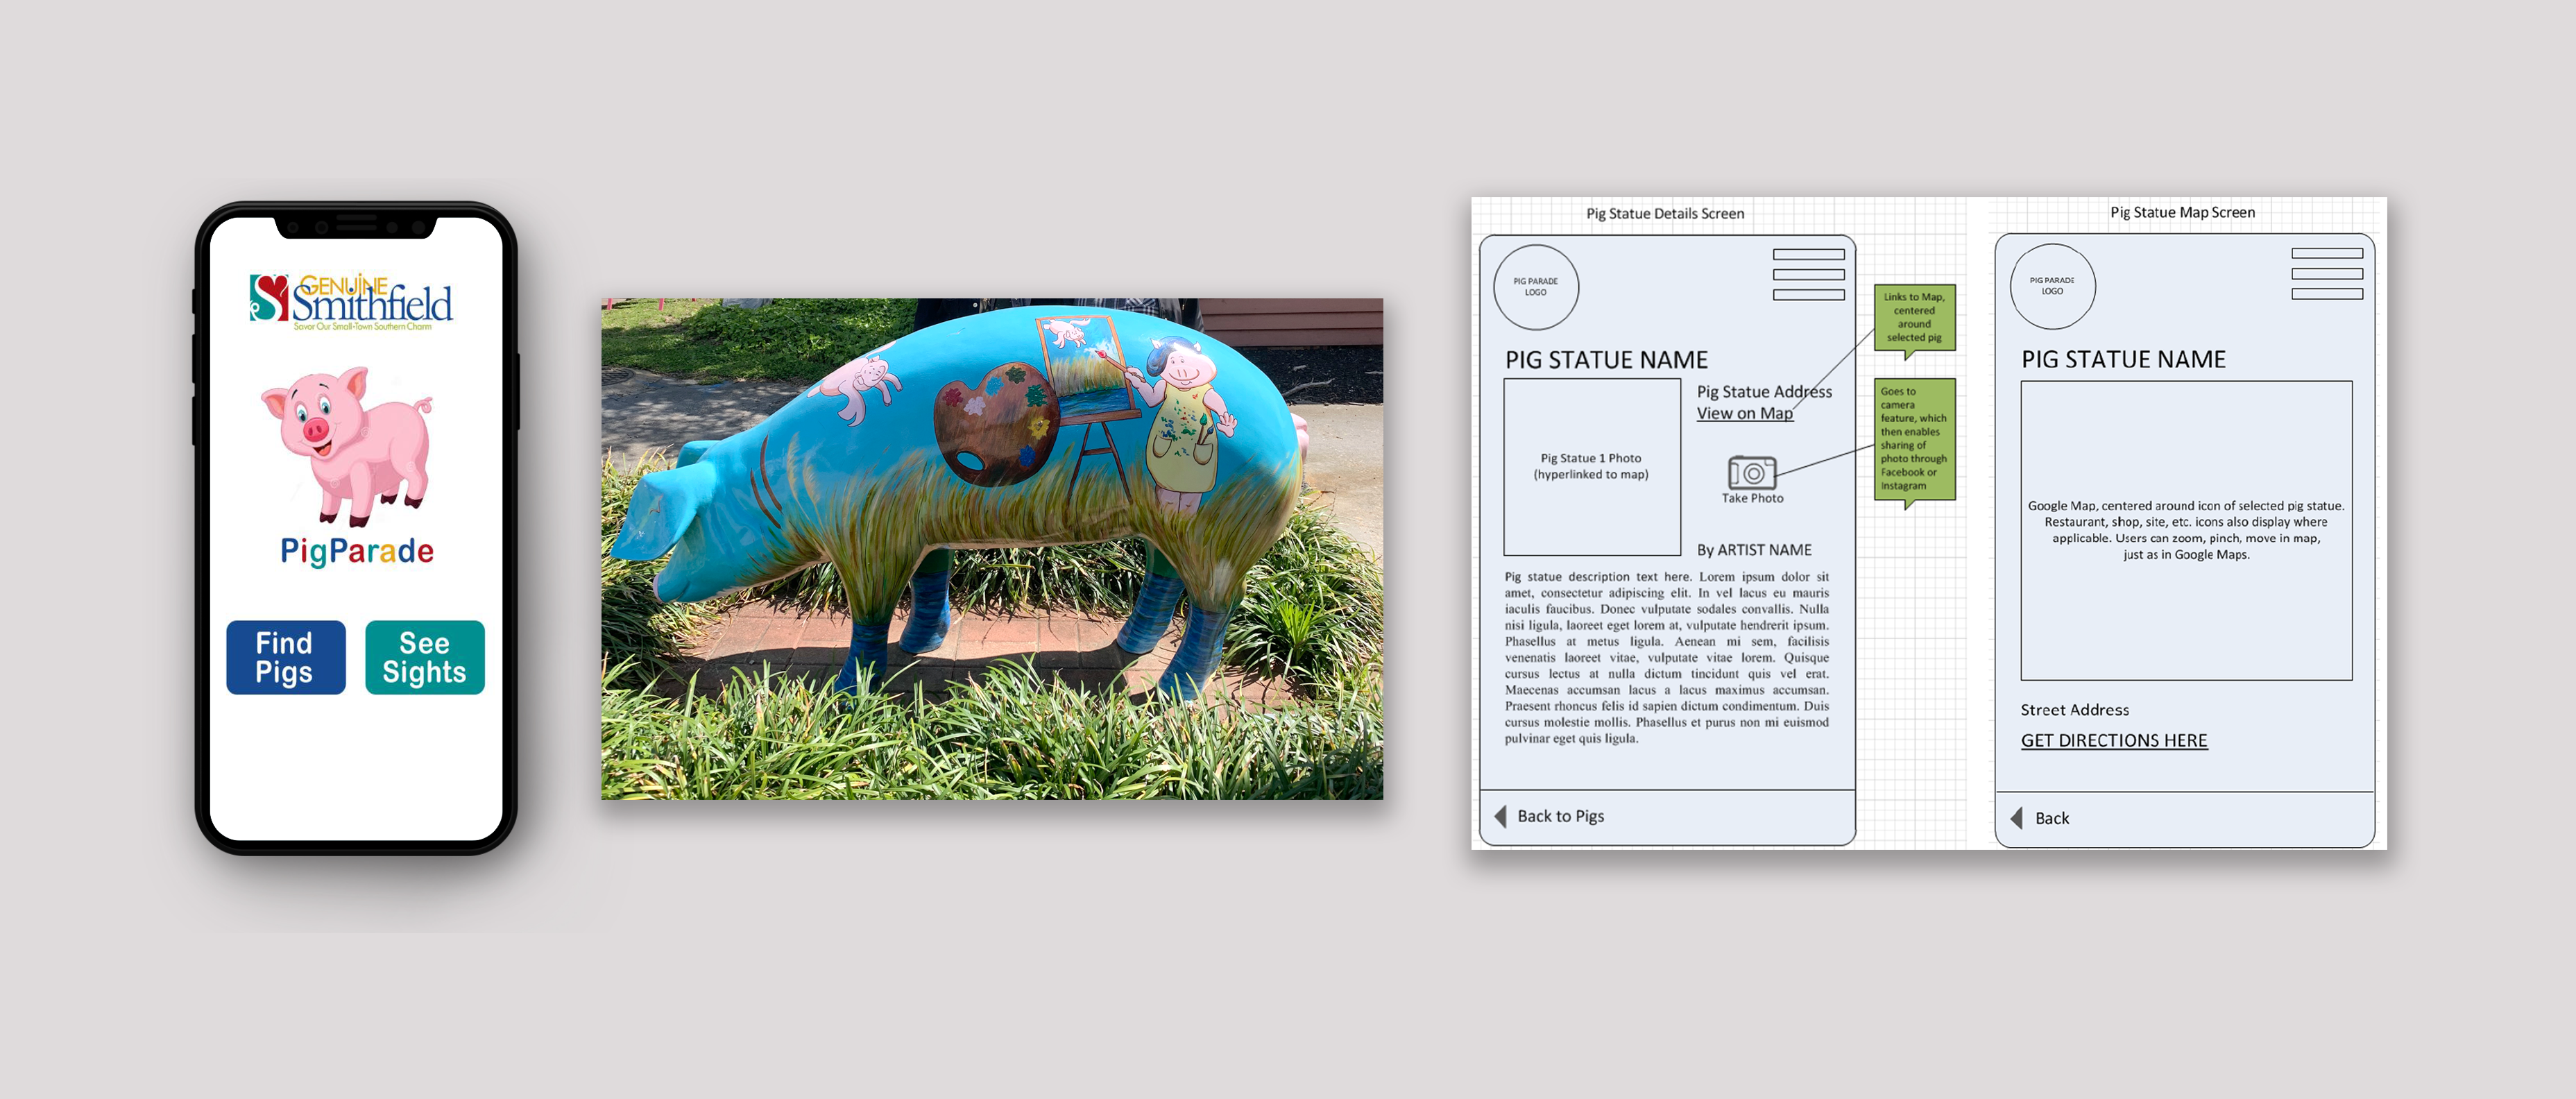 GENUINE
Smithfield
Savor Our Small-Town Southern Charm
PigParade
Find
Pigs
See
Sights
Pig Statue Details Screen
PIG PARADE
LOGO
PIG STATUE NAME
Pig Statue 1 Photo
(hyperlinked to map)
Pig Statue Address
View on Map
Take Photo
By ARTIST NAME
Pig statue description text here. Lorem ipsum dolor sit
amet, consectetur adipiscing elit. In vel lacus eu mauris
iaculis faucibus. Donec vulputate sodales convallis. Nulla
nisi ligula, laoreet eget lorem at, vulputate hendrerit ipsum.
Phasellus at metus ligula. Aenean mi sem, facilisis
venenatis laoreet vitae, vulputate vitae lorem. Quisque
cursus lectus at nulla dictum tincidunt quis vel erat.
Maecenas accumsan lacus a lacus maximus accumsan.
Praesent rhoncus felis id sapien dictum condimentum. Duis
cursus molestie mollis. Phasellus et purus non mi euismod
pulvinar eget quis ligula.
Back to Pigs
Links to Map,
centered
around
selected pig
Goes to
camera
feature, which
then enables
sharing of
photo through
Facebook or
Instagram
Pig Statue Map Screen
PIG PARADE
LOGO
PIG STATUE NAME
Google Map, centered around icon of selected pig statue.
Restaurant, shop, site, etc. icons also display where
applicable. Users can zoom, pinch, move in map,
just as in Google Maps.
Street Address
GET DIRECTIONS HERE
Back